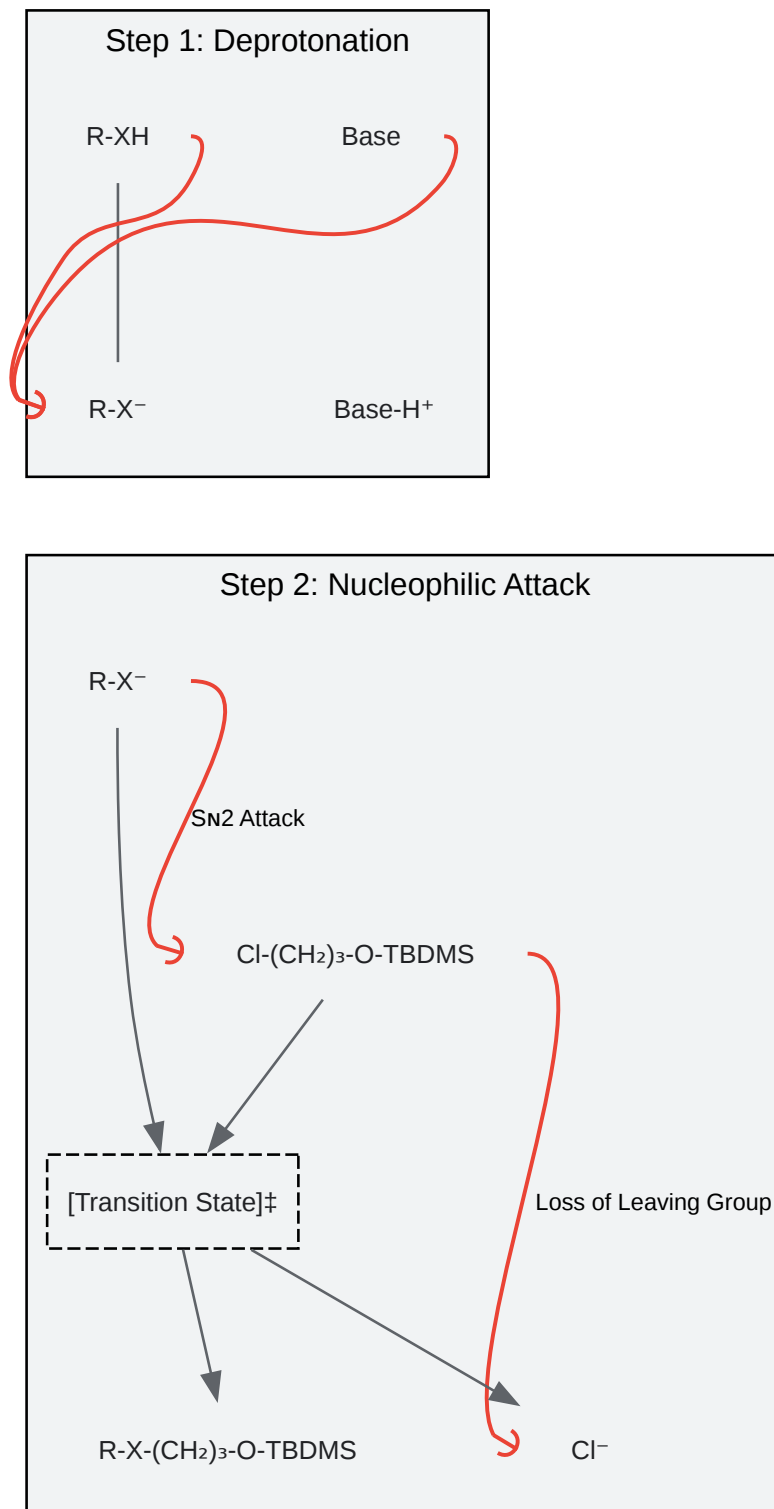 Step 1: Deprotonation
R-XH Base
R-X⁻ Base-H⁺
Step 2: Nucleophilic Attack
R-X⁻
Sɴ2 Attack
Cl-(CH₂)₃-O-TBDMS
[Transition State]‡
Loss of Leaving Group
R-X-(CH₂)₃-O-TBDMS Cl⁻